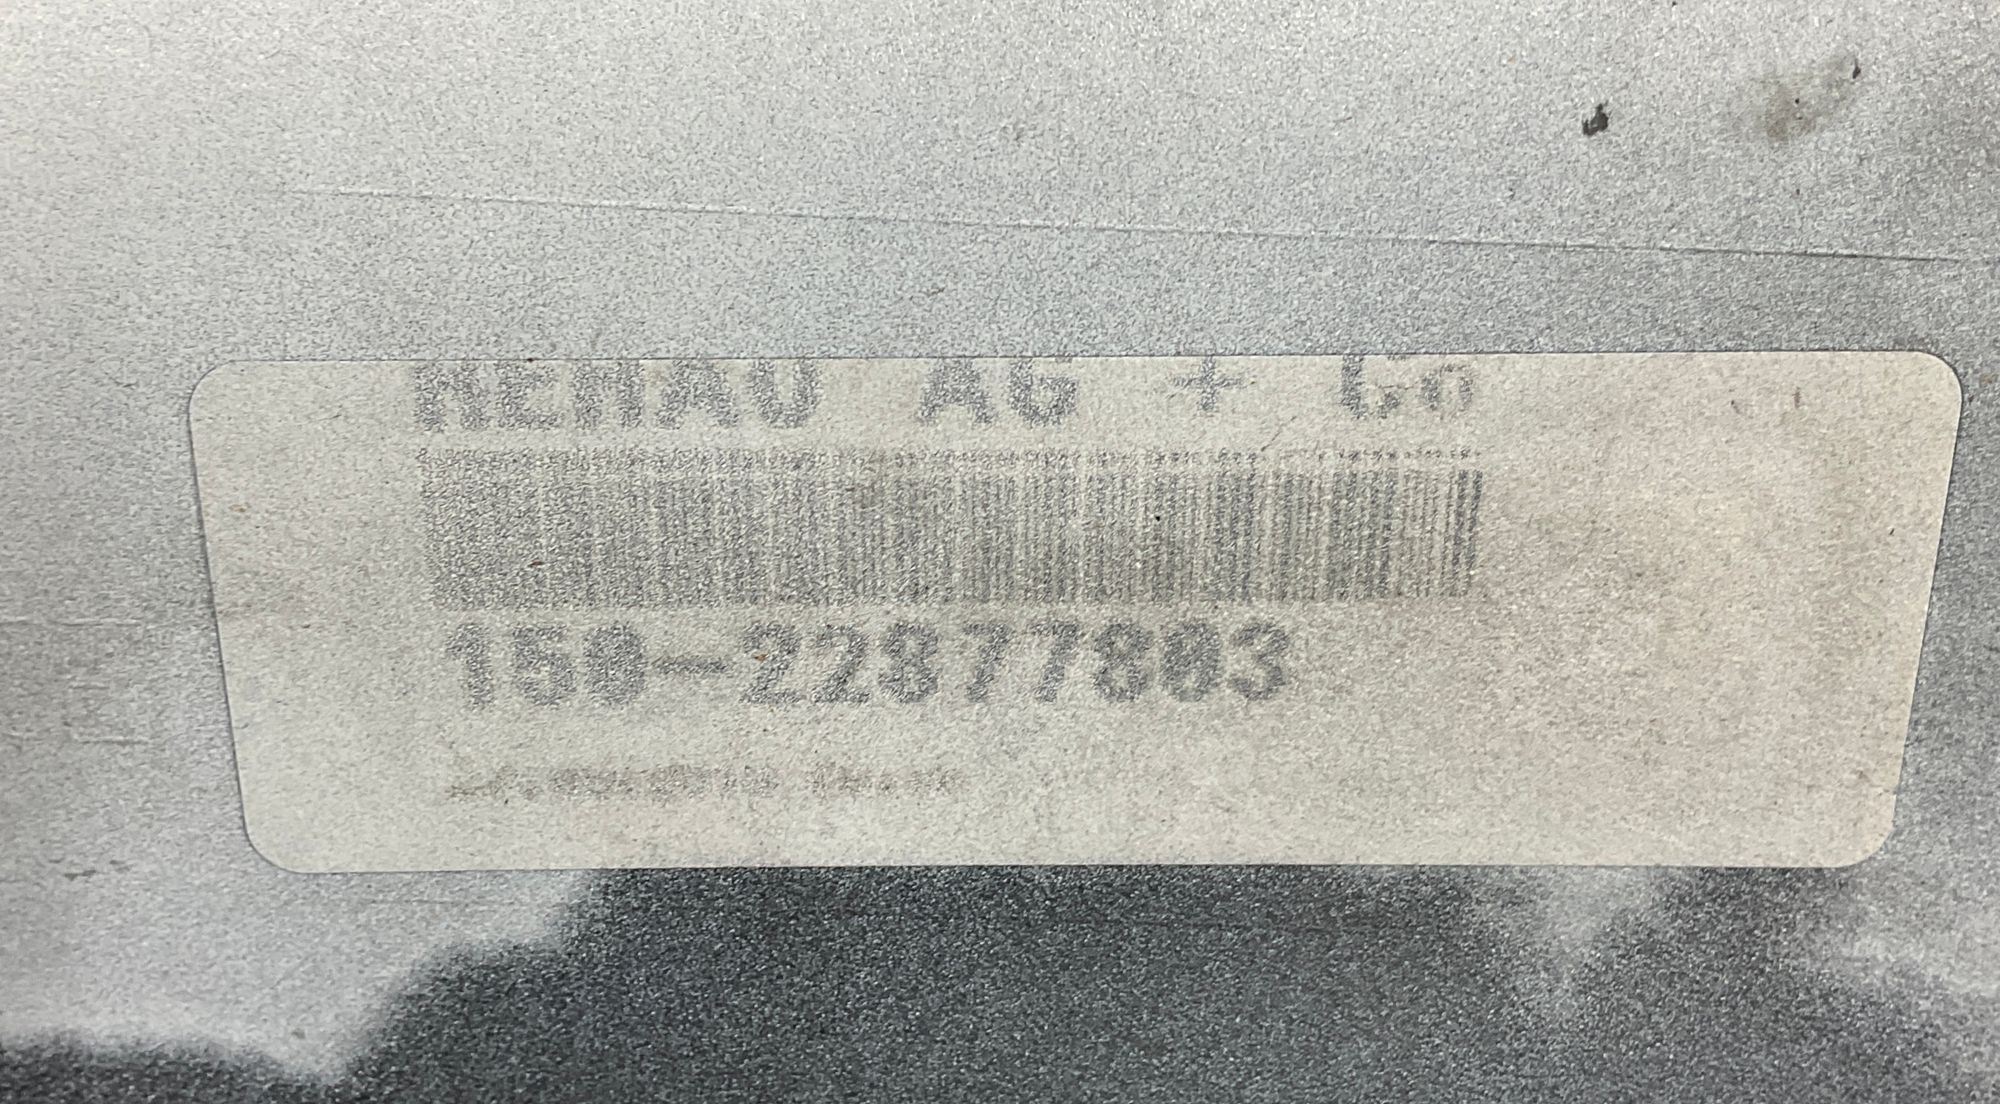 REHAU AG + Co
150-22877803